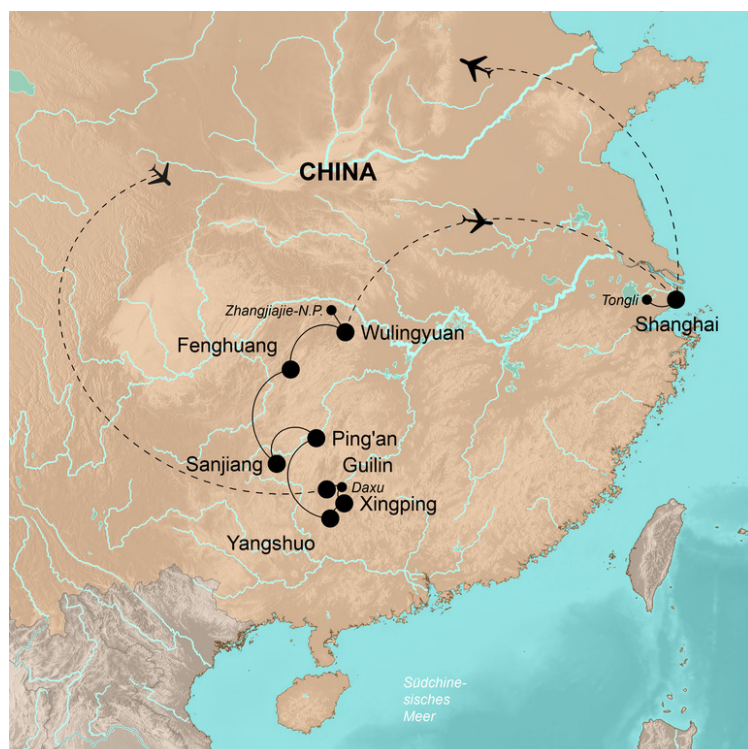 CHINA
Zhangjiajie-N.P.
Wulingyuan
Tongli
Shanghai
Fenghuang
Ping'an
Sanjiang
Guilin
Daxu
Xingping
Yangshuo
Südchine-
sisches
Meer